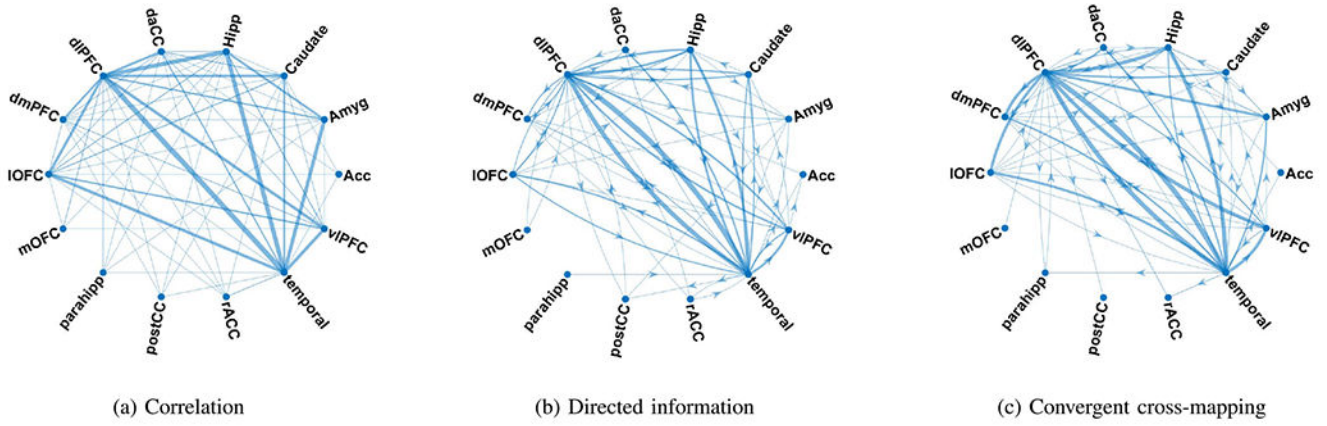 daCC
Hipp
Caudate
Amyg
Acc
vlPFC
temporal
rACC
postCC
parahipp
mOFC
lOFC
dmPFC
dlPFC
(a) Correlation
daCC
Hipp
Caudate
Amyg
Acc
vlPFC
temporal
rACC
postCC
parahipp
mOFC
lOFC
dmPFC
dlPFC
(b) Directed information
daCC
Hipp
Caudate
Amyg
Acc
vlPFC
temporal
rACC
postCC
parahipp
mOFC
lOFC
dmPFC
dlPFC
(c) Convergent cross-mapping